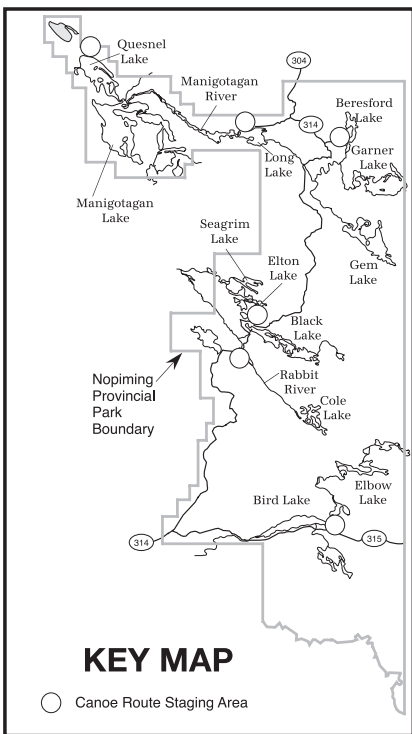 Quesnel
Lake
304
Manigotagan
River
Beresford
Lake
314
Long
Lake
Garner
Lake
Manigotagan
Lake
Seagrim
Lake
Elton
Lake
Gem
Lake
Black
Lake
Nopiming
Provincial
Park
Boundary
Rabbit
River
Cole
Lake
Elbow
Lake
Bird Lake
314
315
KEY MAP
Canoe Route Staging Area